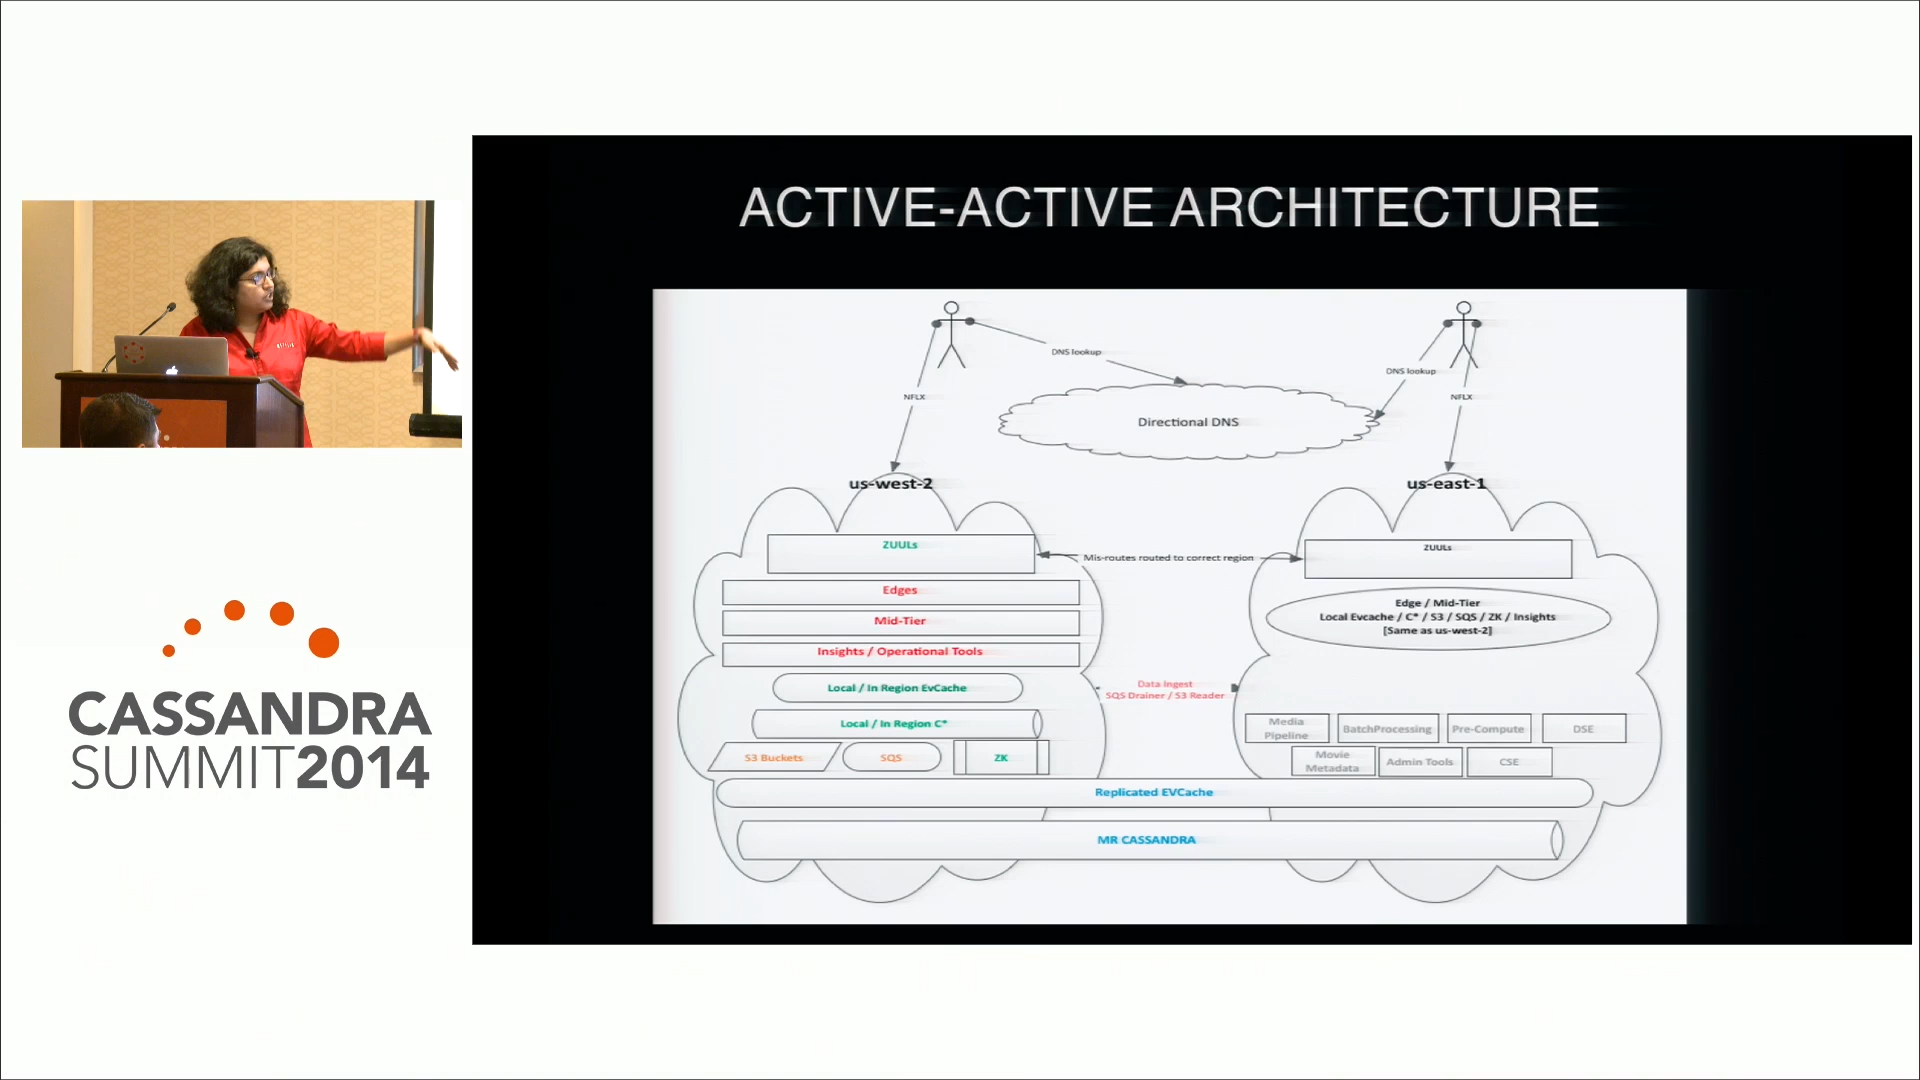 ACTIVE-ACTIVE ARCHITECTURE
DNS lookup
DNS lookup
NFLX
NFLX
Directional DNS
us-west-2
us-east-1
ZUULs
Mis-routes routed to correct region
ZUULs
Edges
Mid-Tier
Insights / Operational Tools
Local / In Region EvCache
Local / In Region C*
S3 Buckets
SQS
ZK
Edge / Mid-Tier
Local Evcache / C* / S3 / SQS / ZK / Insights
[Same as us-west-2]
Data Ingest
SQS Drainer / S3 Reader
Media
Pipeline
BatchProcessing
Pre-Compute
DSE
Movie
Metadata
Admin Tools
CSE
Replicated EVCache
MR CASSANDRA
CASSANDRA
SUMMIT2014